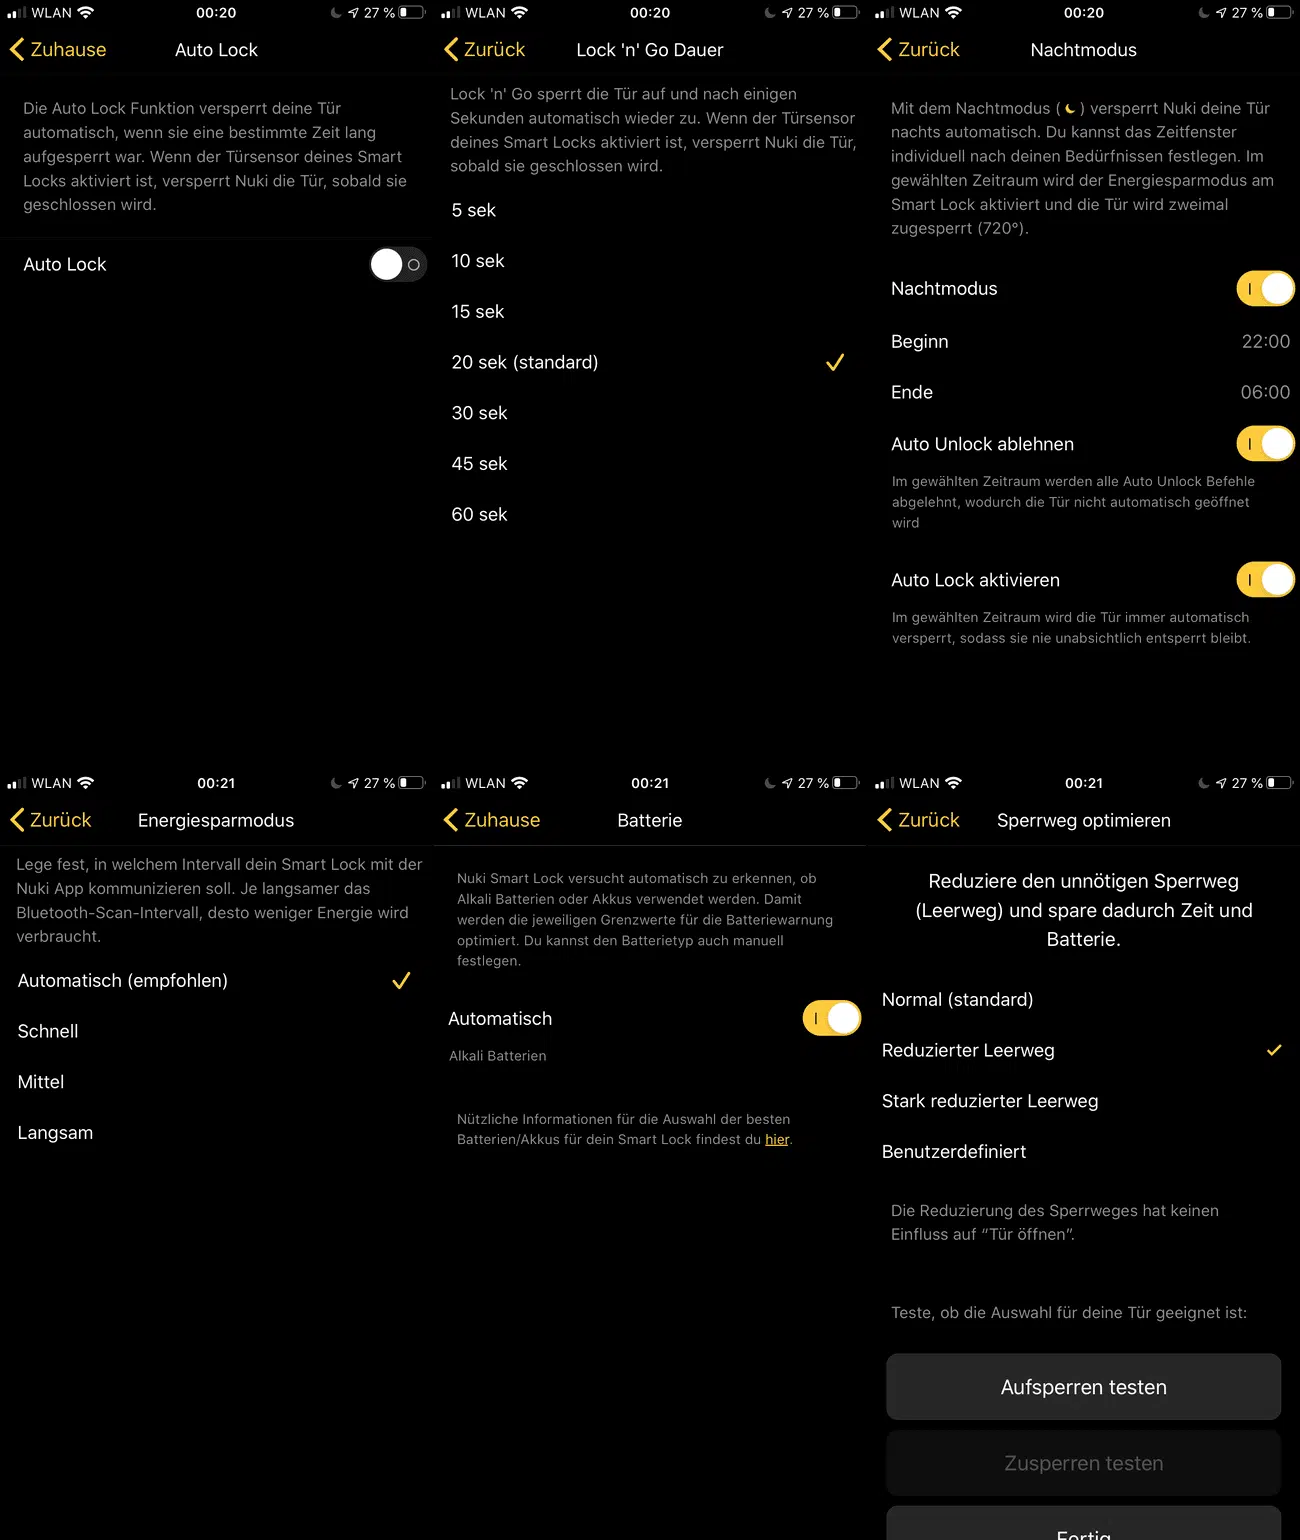 WLAN 00:20 27 %
Zuhause Auto Lock
Die Auto Lock Funktion versperrt deine Tür
automatisch, wenn sie eine bestimmte Zeit lang
aufgesperrt war. Wenn der Türsensor deines Smart
Locks aktiviert ist, versperrt Nuki die Tür, sobald sie
geschlossen wird.
Auto Lock
WLAN 00:20 27 %
Zurück Lock 'n' Go Dauer
Lock 'n' Go sperrt die Tür auf und nach einigen
Sekunden automatisch wieder zu. Wenn der Türsensor
deines Smart Locks aktiviert ist, versperrt Nuki die Tür,
sobald sie geschlossen wird.
5 sek
10 sek
15 sek
20 sek (standard)
30 sek
45 sek
60 sek
WLAN 00:20 27 %
Zurück Nachtmodus
Mit dem Nachtmodus ( ) versperrt Nuki deine Tür
nachts automatisch. Du kannst das Zeitfenster
individuell nach deinen Bedürfnissen festlegen. Im
gewählten Zeitraum wird der Energiesparmodus am
Smart Lock aktiviert und die Tür wird zweimal
zugesperrt (720°).
Nachtmodus
Beginn 22:00
Ende 06:00
Auto Unlock ablehnen
Im gewählten Zeitraum werden alle Auto Unlock Befehle
abgelehnt, wodurch die Tür nicht automatisch geöffnet
wird
Auto Lock aktivieren
Im gewählten Zeitraum wird die Tür immer automatisch
versperrt, sodass sie nie unabsichtlich entsperrt bleibt.
WLAN 00:21 27 %
Zurück Energiesparmodus
Lege fest, in welchem Intervall dein Smart Lock mit der
Nuki App kommunizieren soll. Je langsamer das
Bluetooth-Scan-Intervall, desto weniger Energie wird
verbraucht.
Automatisch (empfohlen)
Schnell
Mittel
Langsam
WLAN 00:21 27 %
Zuhause Batterie
Nuki Smart Lock versucht automatisch zu erkennen, ob
Alkali Batterien oder Akkus verwendet werden. Damit
werden die jeweiligen Grenzwerte für die Batteriewarnung
optimiert. Du kannst den Batterietyp auch manuell
festlegen.
Automatisch
Alkali Batterien
Nützliche Informationen für die Auswahl der besten
Batterien/Akkus für dein Smart Lock findest du hier.
WLAN 00:21 27 %
Zurück Sperrweg optimieren
Reduziere den unnötigen Sperrweg
(Leerweg) und spare dadurch Zeit und
Batterie.
Normal (standard)
Reduzierter Leerweg
Stark reduzierter Leerweg
Benutzerdefiniert
Die Reduzierung des Sperrweges hat keinen
Einfluss auf “Tür öffnen”.
Teste, ob die Auswahl für deine Tür geeignet ist:
Aufsperren testen
Zusperren testen
Fertig